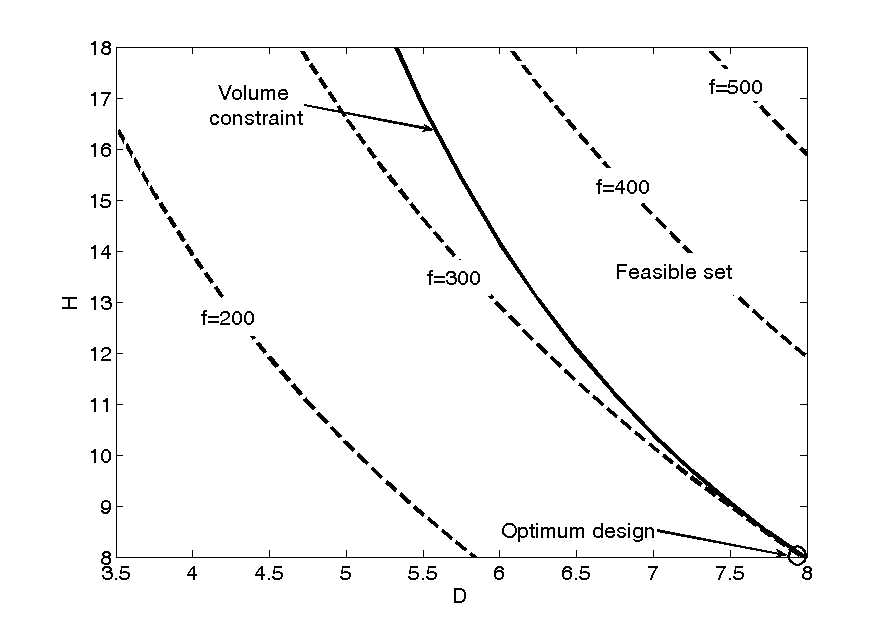 18
17
16
15
14
13
12
11
10
9
8
H
Volume
constraint
f=500
f=400
Feasible set
f=300
f=200
Optimum design
3.5 4 4.5 5 5.5 6 6.5 7 7.5 8
D